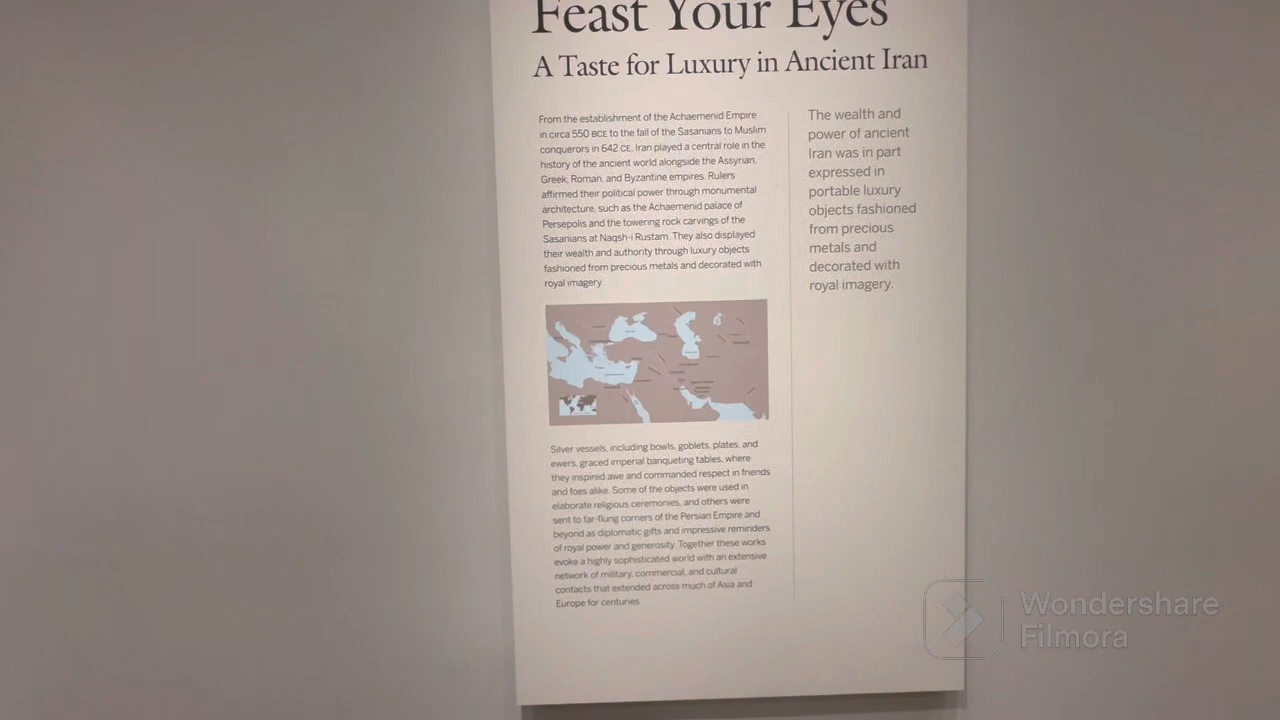 Feast Your Eyes
A Taste for Luxury in Ancient Iran
From the establishment of the Achaemenid Empire
in circa 550 BCE to the fall of the Sasanians to Muslim
conquerors in 642 CE, Iran played a central role in the
history of the ancient world alongside the Assyrian,
Greek, Roman, and Byzantine empires. Rulers
affirmed their political power through monumental
architecture, such as the Achaemenid palace of
Persepolis and the towering rock carvings of the
Sasanians at Naqsh-i Rustam. They also displayed
their wealth and authority through luxury objects
fashioned from precious metals and decorated with
royal imagery.
Silver vessels, including bowls, goblets, plates, and
ewers, graced imperial banqueting tables, where
they inspired awe and commanded respect in friends
and foes alike. Some of the objects were used in
elaborate religious ceremonies, and others were
sent to far-flung corners of the Persian Empire and
beyond as diplomatic gifts and impressive reminders
of royal power and generosity. Together these works
evoke a highly sophisticated world with an extensive
network of military, commercial, and cultural
contacts that extended across much of Asia and
Europe for centuries.
The wealth and
power of ancient
Iran was in part
expressed in
portable luxury
objects fashioned
from precious
metals and
decorated with
royal imagery.
Wondershare
Filmora